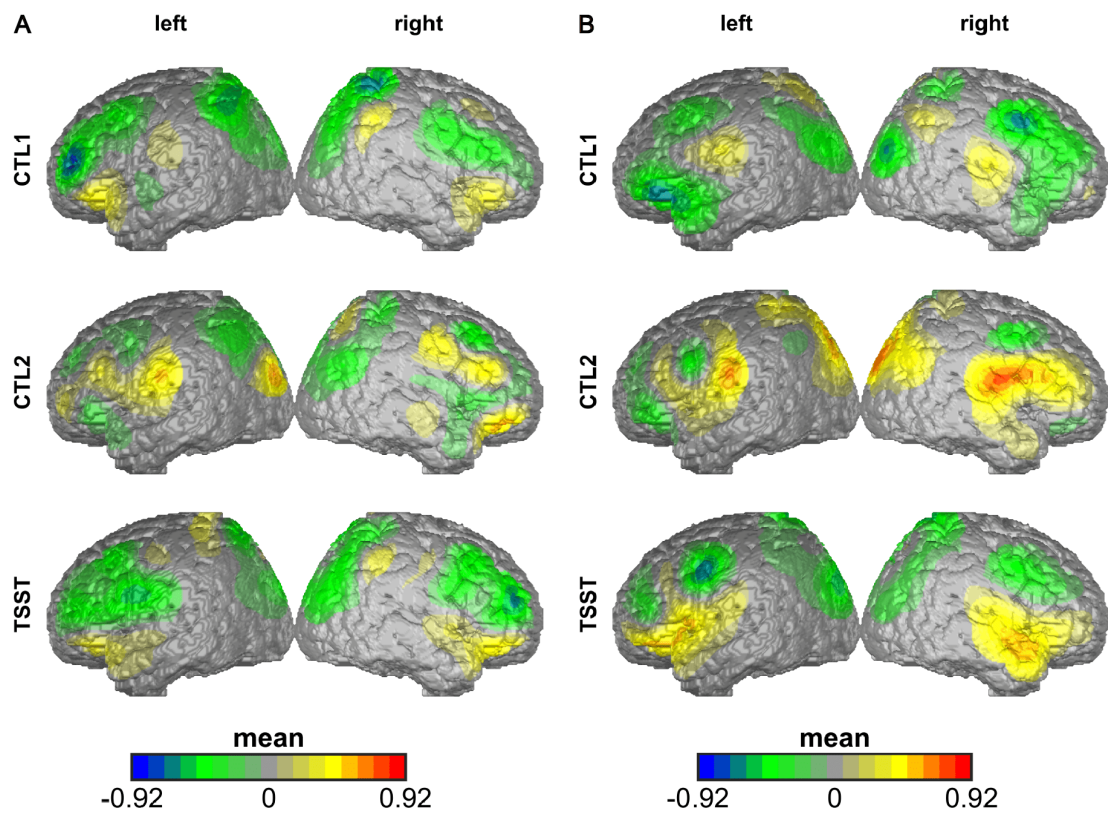 A left right
B left right
CTL1
CTL1
CTL2
CTL2
TSST
TSST
mean
-0.92 0 0.92
mean
-0.92 0 0.92